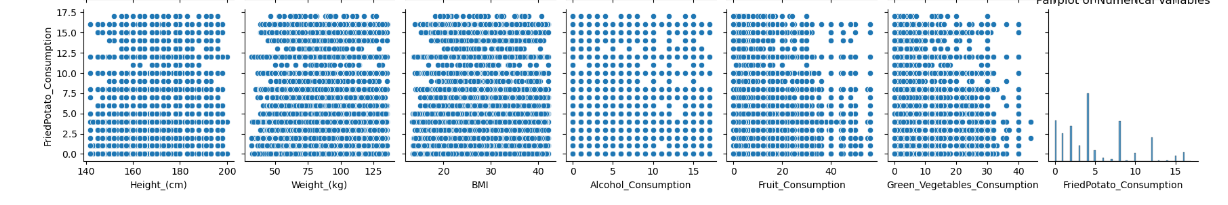 Pairplot of Numerical Variables
17.5
15.0
12.5
10.0
7.5
5.0
2.5
0.0
FriedPotato_Consumption
140 160 180 200 50 75 100 125 20 30 40 0 5 10 15 0 20 40 0 10 20 30 40 0 5 10 15
Height_(cm) Weight_(kg) BMI Alcohol_Consumption Fruit_Consumption Green_Vegetables_Consumption FriedPotato_Consumption